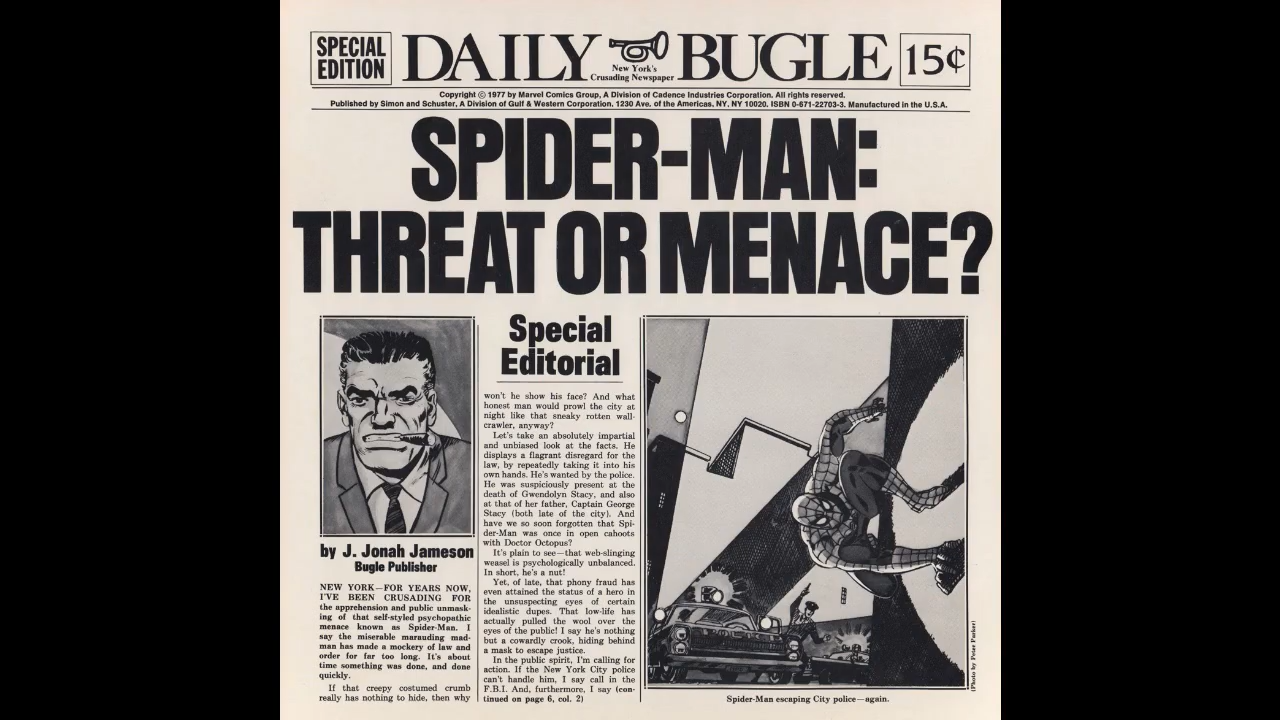 SPECIAL
EDITION
DAILY BUGLE
New York's
Crusading Newspaper
15¢
Copyright © 1977 by Marvel Comics Group, A Division of Cadence Industries Corporation. All rights reserved.
Published by Simon and Schuster, A Division of Gulf & Western Corporation. 1230 Ave. of the Americas, NY, NY 10020. ISBN 0-671-22703-3. Manufactured in the U.S.A.
SPIDER-MAN:
THREAT OR MENACE?
by J. Jonah Jameson
Bugle Publisher
NEW YORK—FOR YEARS NOW,
I'VE BEEN CRUSADING FOR
the apprehension and public unmask-
ing of that self-styled psychopathic
menace known as Spider-Man. I
say the miserable marauding mad-
man has made a mockery of law and
order for far too long. It's about
time something was done, and done
quickly.
If that creepy costumed crumb
really has nothing to hide, then why
Special
Editorial
won't he show his face? And what
honest man would prowl the city at
night like that sneaky rotten wall-
crawler, anyway?
Let's take an absolutely impartial
and unbiased look at the facts. He
displays a flagrant disregard for the
law, by repeatedly taking it into his
own hands. He's wanted by the police.
He was suspiciously present at the
death of Gwendolyn Stacy, and also
at that of her father, Captain George
Stacy (both late of the city). And
have we so soon forgotten that Spi-
der-Man was once in open cahoots
with Doctor Octopus?
It's plain to see—that web-slinging
weasel is psychologically unbalanced.
In short, he's a nut!
Yet, of late, that phony fraud has
even attained the status of a hero in
the unsuspecting eyes of certain
idealistic dupes. That low-life has
actually pulled the wool over the
eyes of the public! I say he's nothing
but a cowardly crook, hiding behind
a mask to escape justice.
In the public spirit, I'm calling for
action. If the New York City police
can't handle him, I say call in the
F.B.I. And, furthermore, I say (con-
tinued on page 6, col. 2)
POLICE
(Photo by Peter Parker)
Spider-Man escaping City police—again.